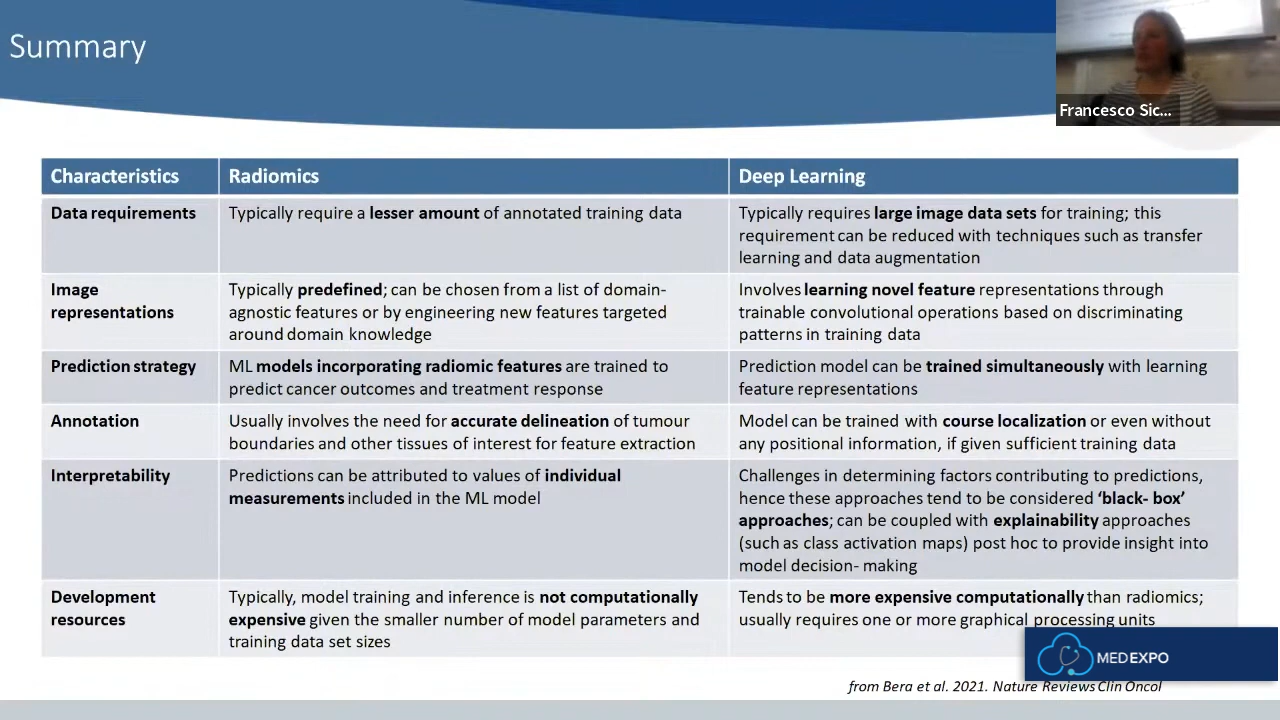 Summary
Francesco Sic...
Characteristics
Radiomics
Deep Learning
Data requirements
Typically require a lesser amount of annotated training data
Typically requires large image data sets for training; this
requirement can be reduced with techniques such as transfer
learning and data augmentation
Image
representations
Typically predefined; can be chosen from a list of domain-
agnostic features or by engineering new features targeted
around domain knowledge
Involves learning novel feature representations through
trainable convolutional operations based on discriminating
patterns in training data
Prediction strategy
ML models incorporating radiomic features are trained to
predict cancer outcomes and treatment response
Prediction model can be trained simultaneously with learning
feature representations
Annotation
Usually involves the need for accurate delineation of tumour
boundaries and other tissues of interest for feature extraction
Model can be trained with course localization or even without
any positional information, if given sufficient training data
Interpretability
Predictions can be attributed to values of individual
measurements included in the ML model
Challenges in determining factors contributing to predictions,
hence these approaches tend to be considered ‘black- box’
approaches; can be coupled with explainability approaches
(such as class activation maps) post hoc to provide insight into
model decision- making
Development
resources
Typically, model training and inference is not computationally
expensive given the smaller number of model parameters and
training data set sizes
Tends to be more expensive computationally than radiomics;
usually requires one or more graphical processing units
MEDEXPO
from Bera et al. 2021. Nature Reviews Clin Oncol